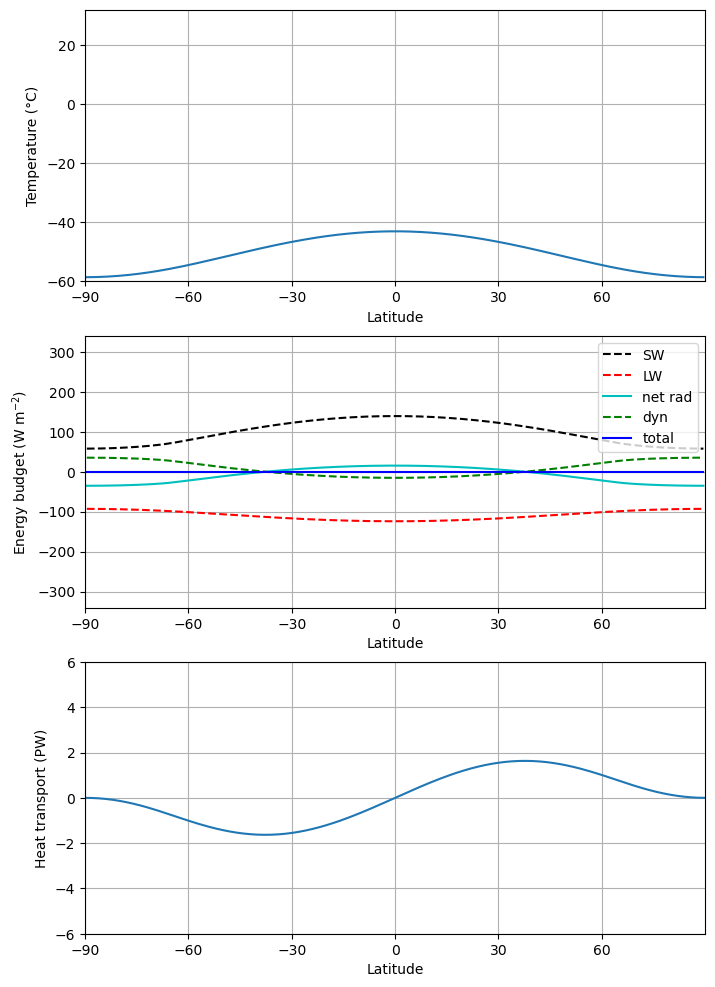 20
0
−20
−40
−60
Temperature (°C)
−90 −60 −30 0 30 60
Latitude
300
200
100
0
−100
−200
−300
Energy budget (W m⁻²)
SW
LW
net rad
dyn
total
−90 −60 −30 0 30 60
Latitude
6
4
2
0
−2
−4
−6
Heat transport (PW)
−90 −60 −30 0 30 60
Latitude